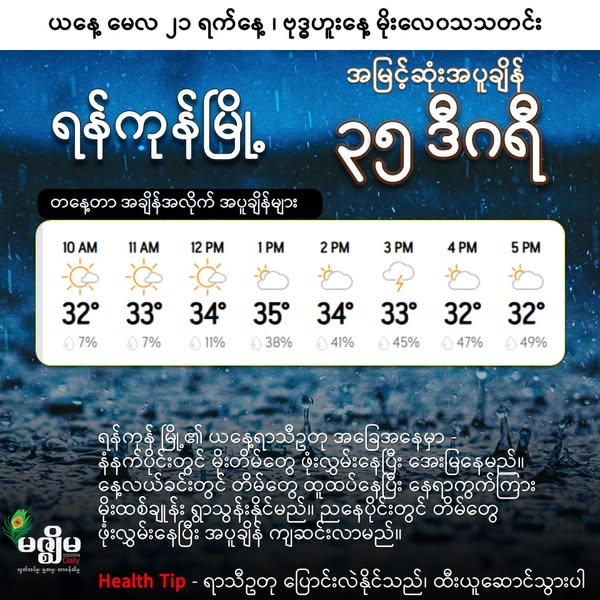 ယနေ့ မေလ ၂၁ ရက်နေ့ ၊ ဗုဒ္ဓဟူးနေ့ မိုးလေဝသသတင်း
အမြင့်ဆုံးအပူချိန်
ရန်ကုန်မြို့
၃၅ ဒီဂရီ
တနေ့တာ အချိန်အလိုက် အပူချိန်များ
10 AM 11 AM 12 PM 1 PM 2 PM 3 PM 4 PM 5 PM
32° 33° 34° 35° 34° 33° 32° 32°
7% 7% 11% 38% 41% 45% 47% 49%
ရန်ကုန် မြို့၏ ယနေ့ရာသီဥတု အခြေအနေမှာ -
နံနက်ပိုင်းတွင် မိုးတိမ်တွေ ဖုံးလွှမ်းနေပြီး အေးမြနေမည်။
နေ့လယ်ခင်းတွင် တိမ်တွေ ထူထပ်နေပြီး နေရာကွက်ကြား
မိုးထစ်ချုန်း ရွာသွန်းနိုင်မည်။ ညနေပိုင်းတွင် တိမ်တွေ
ဖုံးလွှမ်းနေပြီး အပူချိန် ကျဆင်းလာမည်။
မဇ္ဈိမ
Daily
Health Tip - ရာသီဥတု ပြောင်းလဲနိုင်သည်၊ ထီးယူဆောင်သွားပါ